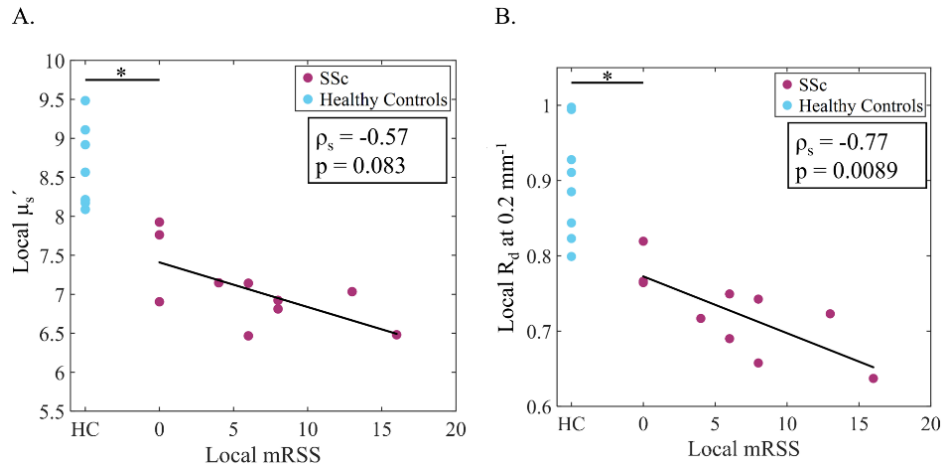 A.
*
SSc
Healthy Controls
ρs = -0.57
p = 0.083
10
9.5
9
8.5
8
7.5
7
6.5
6
5.5
Local μs´
HC 0 5 10 15 20
Local mRSS
B.
*
SSc
Healthy Controls
ρs = -0.77
p = 0.0089
1
0.9
0.8
0.7
0.6
Local Rd at 0.2 mm-1
HC 0 5 10 15 20
Local mRSS